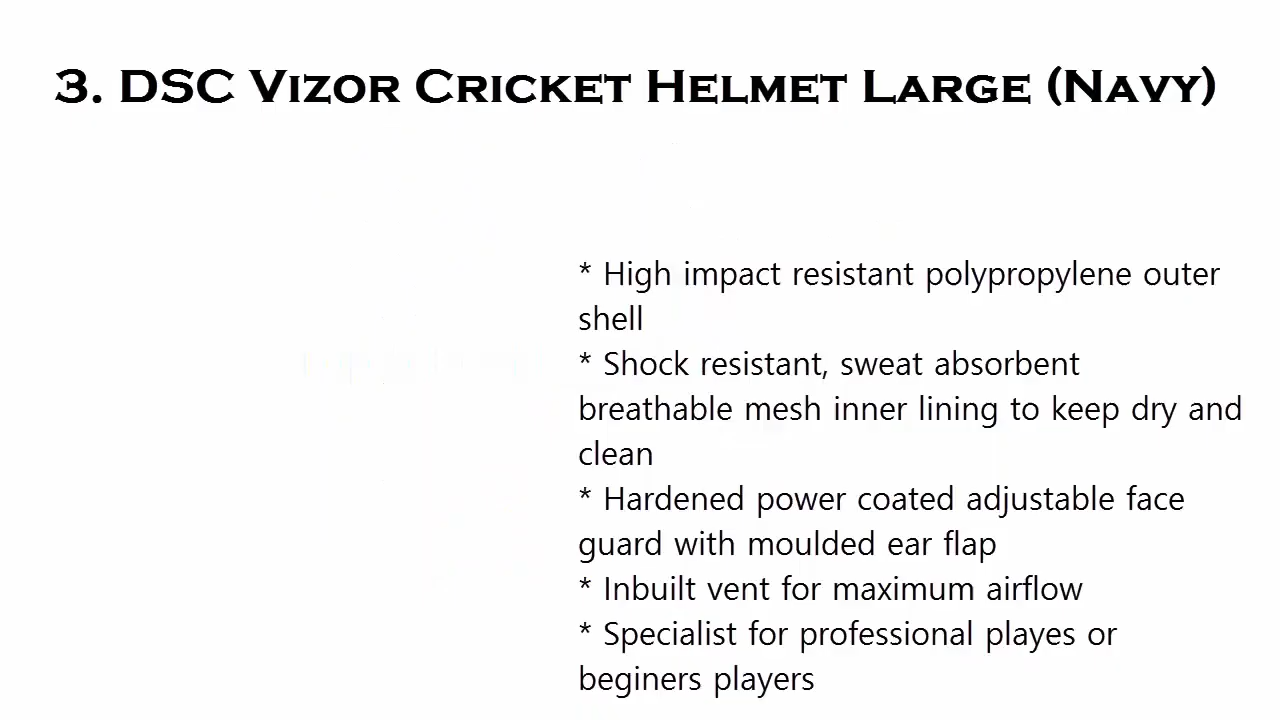 3. DSC Vizor Cricket Helmet Large (Navy)
* High impact resistant polypropylene outer
shell
* Shock resistant, sweat absorbent
breathable mesh inner lining to keep dry and
clean
* Hardened power coated adjustable face
guard with moulded ear flap
* Inbuilt vent for maximum airflow
* Specialist for professional playes or
beginers players